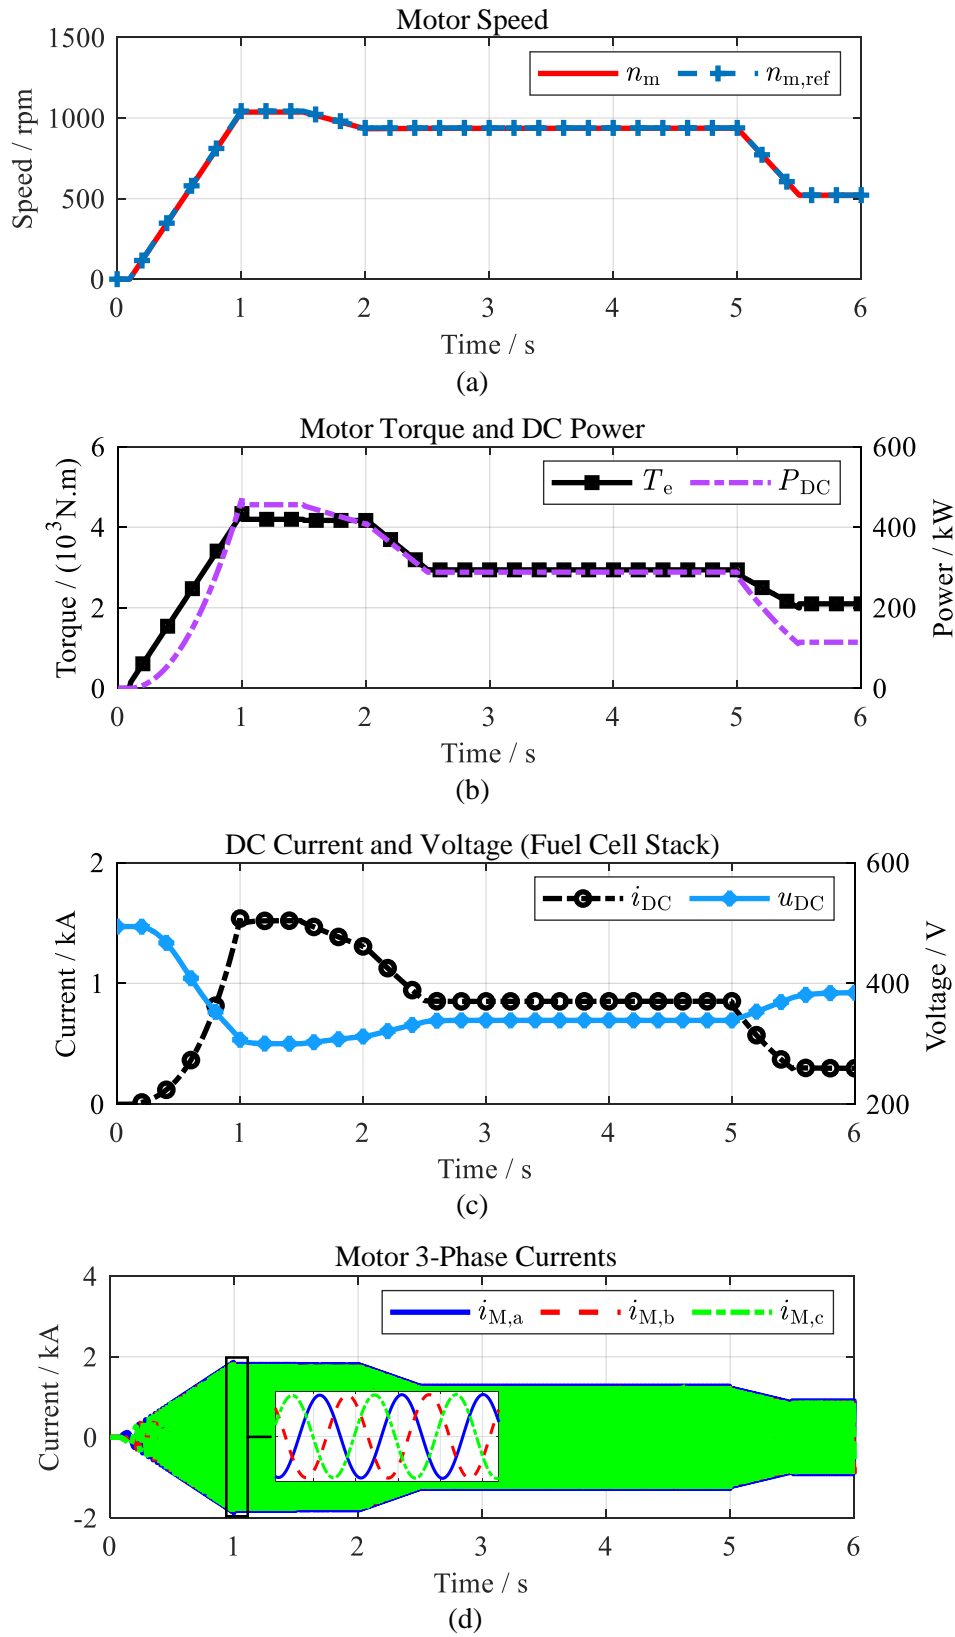 Motor Speed
1500
1000
500
0
Speed / rpm
n_m
n_m,ref
0 1 2 3 4 5 6
Time / s
(a)
Motor Torque and DC Power
6
4
2
0
Torque / (10^3 N.m)
T_e
P_DC
600
400
200
0
Power / kW
0 1 2 3 4 5 6
Time / s
(b)
DC Current and Voltage (Fuel Cell Stack)
2
1
0
Current / kA
i_DC
u_DC
600
400
200
Voltage / V
0 1 2 3 4 5 6
Time / s
(c)
Motor 3-Phase Currents
4
2
0
-2
Current / kA
i_M,a
i_M,b
i_M,c
0 1 2 3 4 5 6
Time / s
(d)